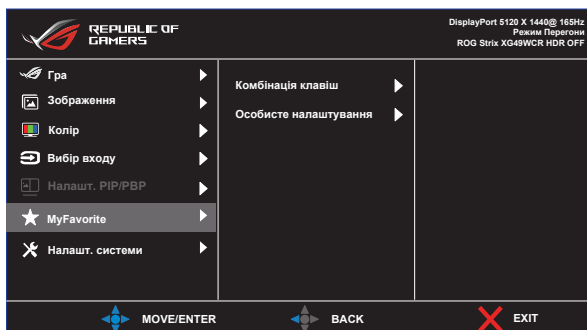 REPUBLIC OF
GAMERS
DisplayPort 5120 X 1440@ 165Hz
Режим Перегони
ROG Strix XG49WCR HDR OFF
Гра
Зображення
Колір
Вибір входу
Налашт. PIP/PBP
MyFavorite
Налашт. системи
Комбінація клавіш
Особисте налаштування
MOVE/ENTER
BACK
EXIT